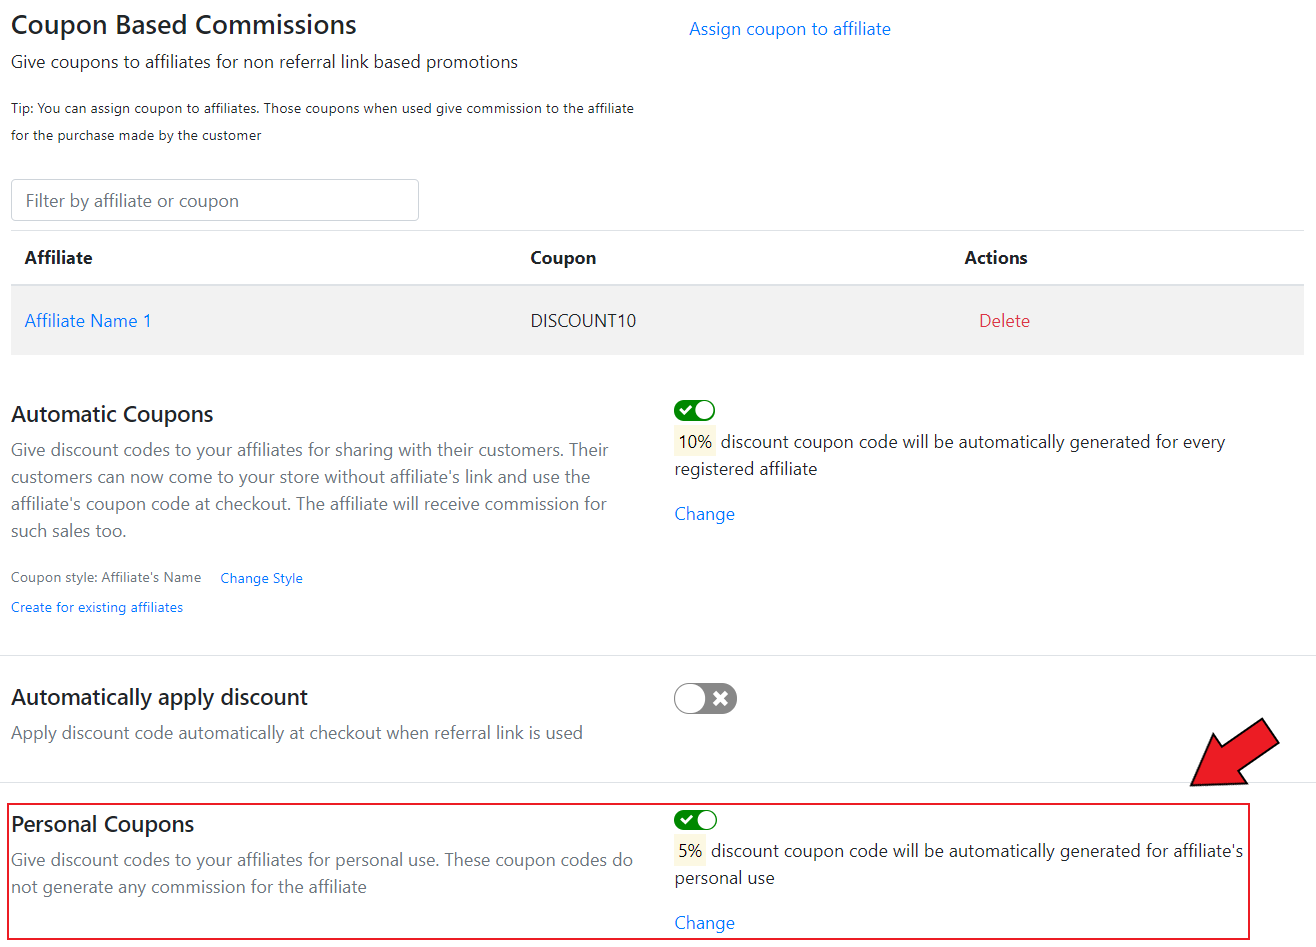 Coupon Based Commissions
Assign coupon to affiliate
Give coupons to affiliates for non referral link based promotions
Tip: You can assign coupon to affiliates. Those coupons when used give commission to the affiliate
for the purchase made by the customer
Filter by affiliate or coupon
Affiliate Coupon Actions
Affiliate Name 1 DISCOUNT10 Delete
Automatic Coupons
Give discount codes to your affiliates for sharing with their customers. Their
customers can now come to your store without affiliate's link and use the
affiliate's coupon code at checkout. The affiliate will receive commission for
such sales too.
Coupon style: Affiliate's Name Change Style
Create for existing affiliates
10% discount coupon code will be automatically generated for every
registered affiliate
Change
Automatically apply discount
Apply discount code automatically at checkout when referral link is used
Personal Coupons
Give discount codes to your affiliates for personal use. These coupon codes do
not generate any commission for the affiliate
5% discount coupon code will be automatically generated for affiliate's
personal use
Change